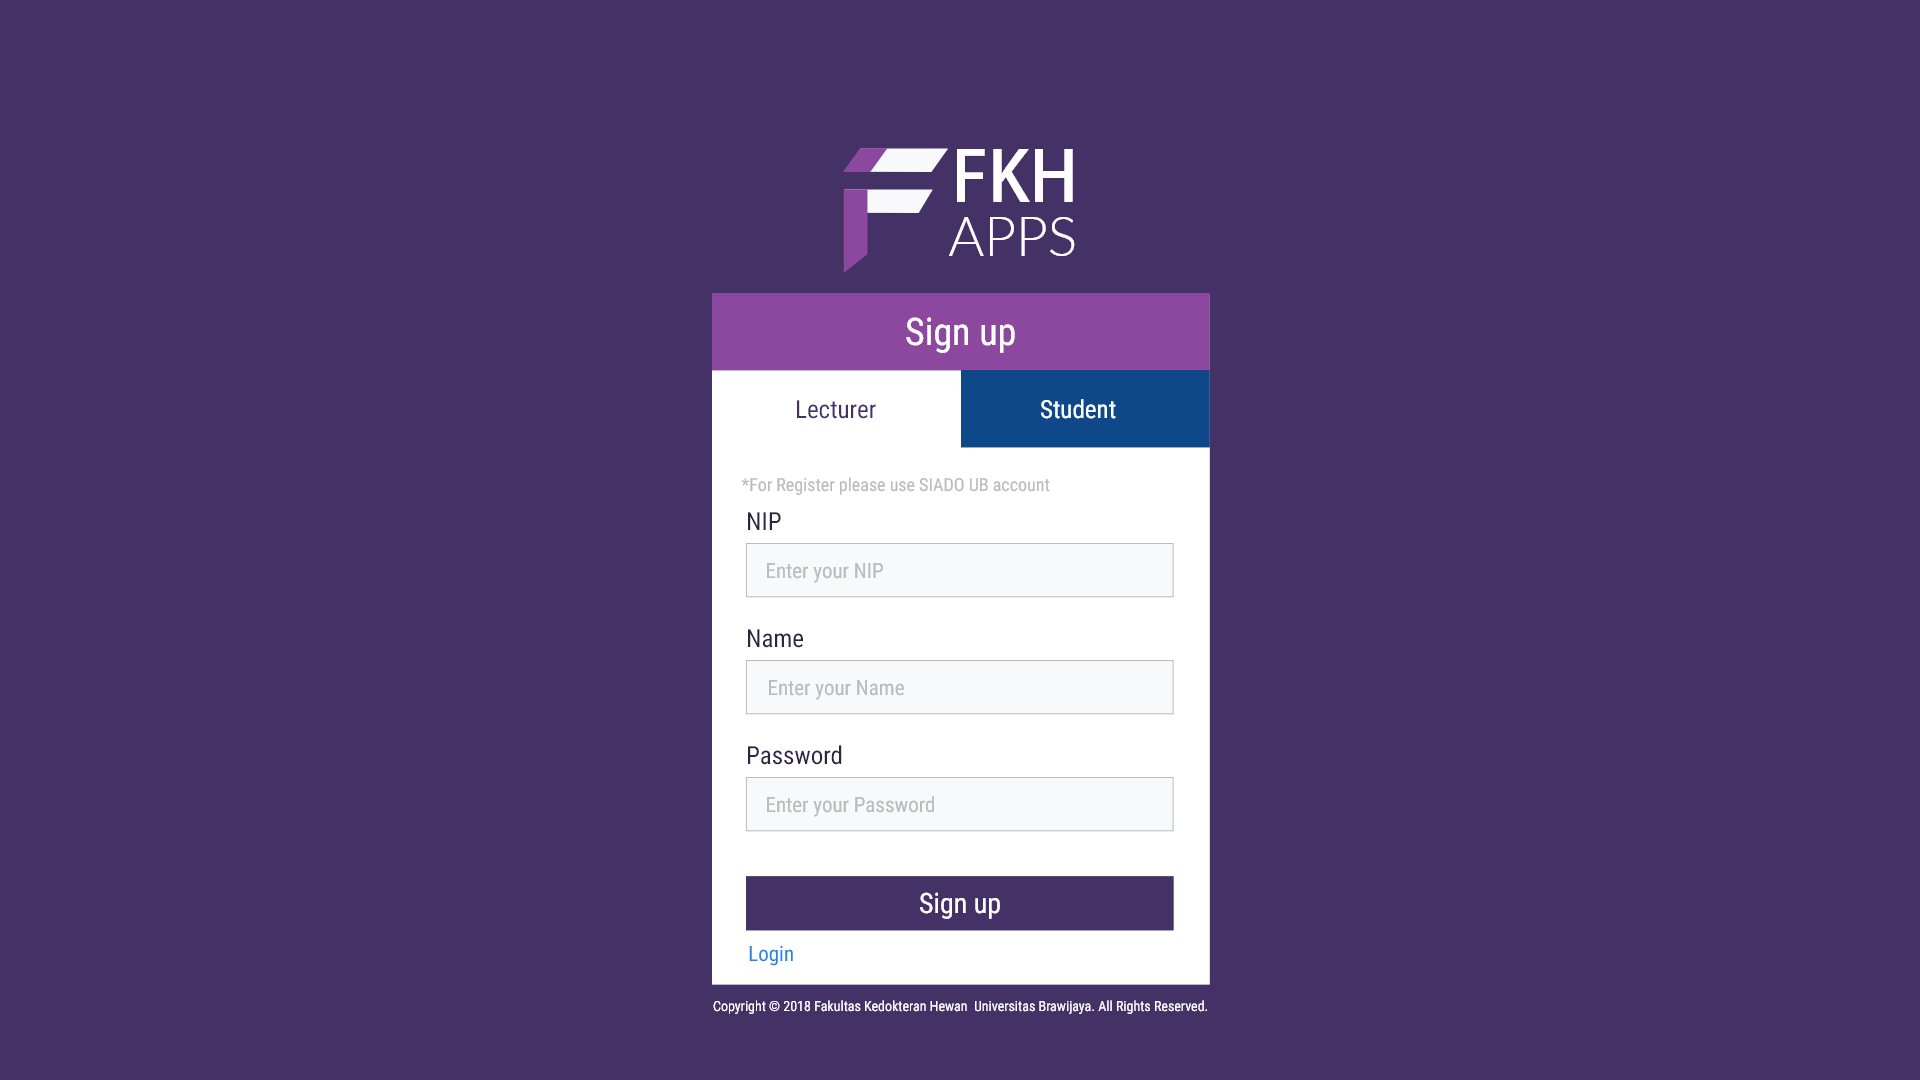 FKH
APPS
Sign up
Lecturer
Student
*For Register please use SIADO UB account
NIP
Enter your NIP
Name
Enter your Name
Password
Enter your Password
Sign up
Login
Copyright © 2018 Fakultas Kedokteran Hewan  Universitas Brawijaya. All Rights Reserved.